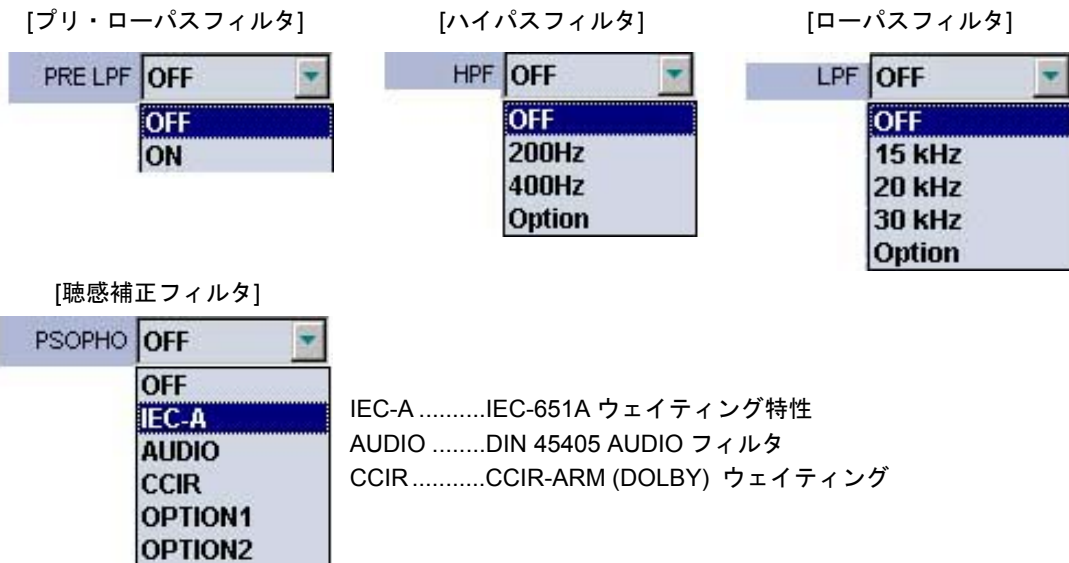 [プリ・ローパスフィルタ]
PRE LPF OFF
OFF
ON
[ハイパスフィルタ]
HPF OFF
OFF
200Hz
400Hz
Option
[ローパスフィルタ]
LPF OFF
OFF
15 kHz
20 kHz
30 kHz
Option
[聴感補正フィルタ]
PSOPHO OFF
OFF
IEC-A
AUDIO
CCIR
OPTION1
OPTION2
IEC-A ..........IEC-651A ウェイティング特性
AUDIO ........DIN 45405 AUDIO フィルタ
CCIR ...........CCIR-ARM (DOLBY) ウェイティング